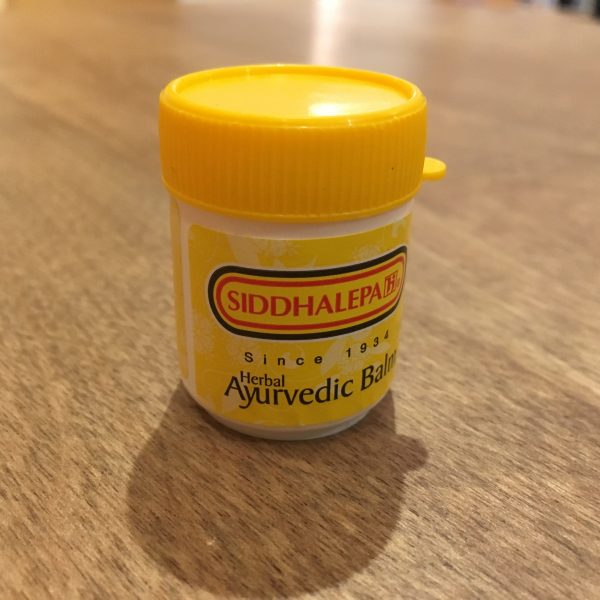 SIDDHALEPA H
Since 1934
Herbal
Ayurvedic Balm